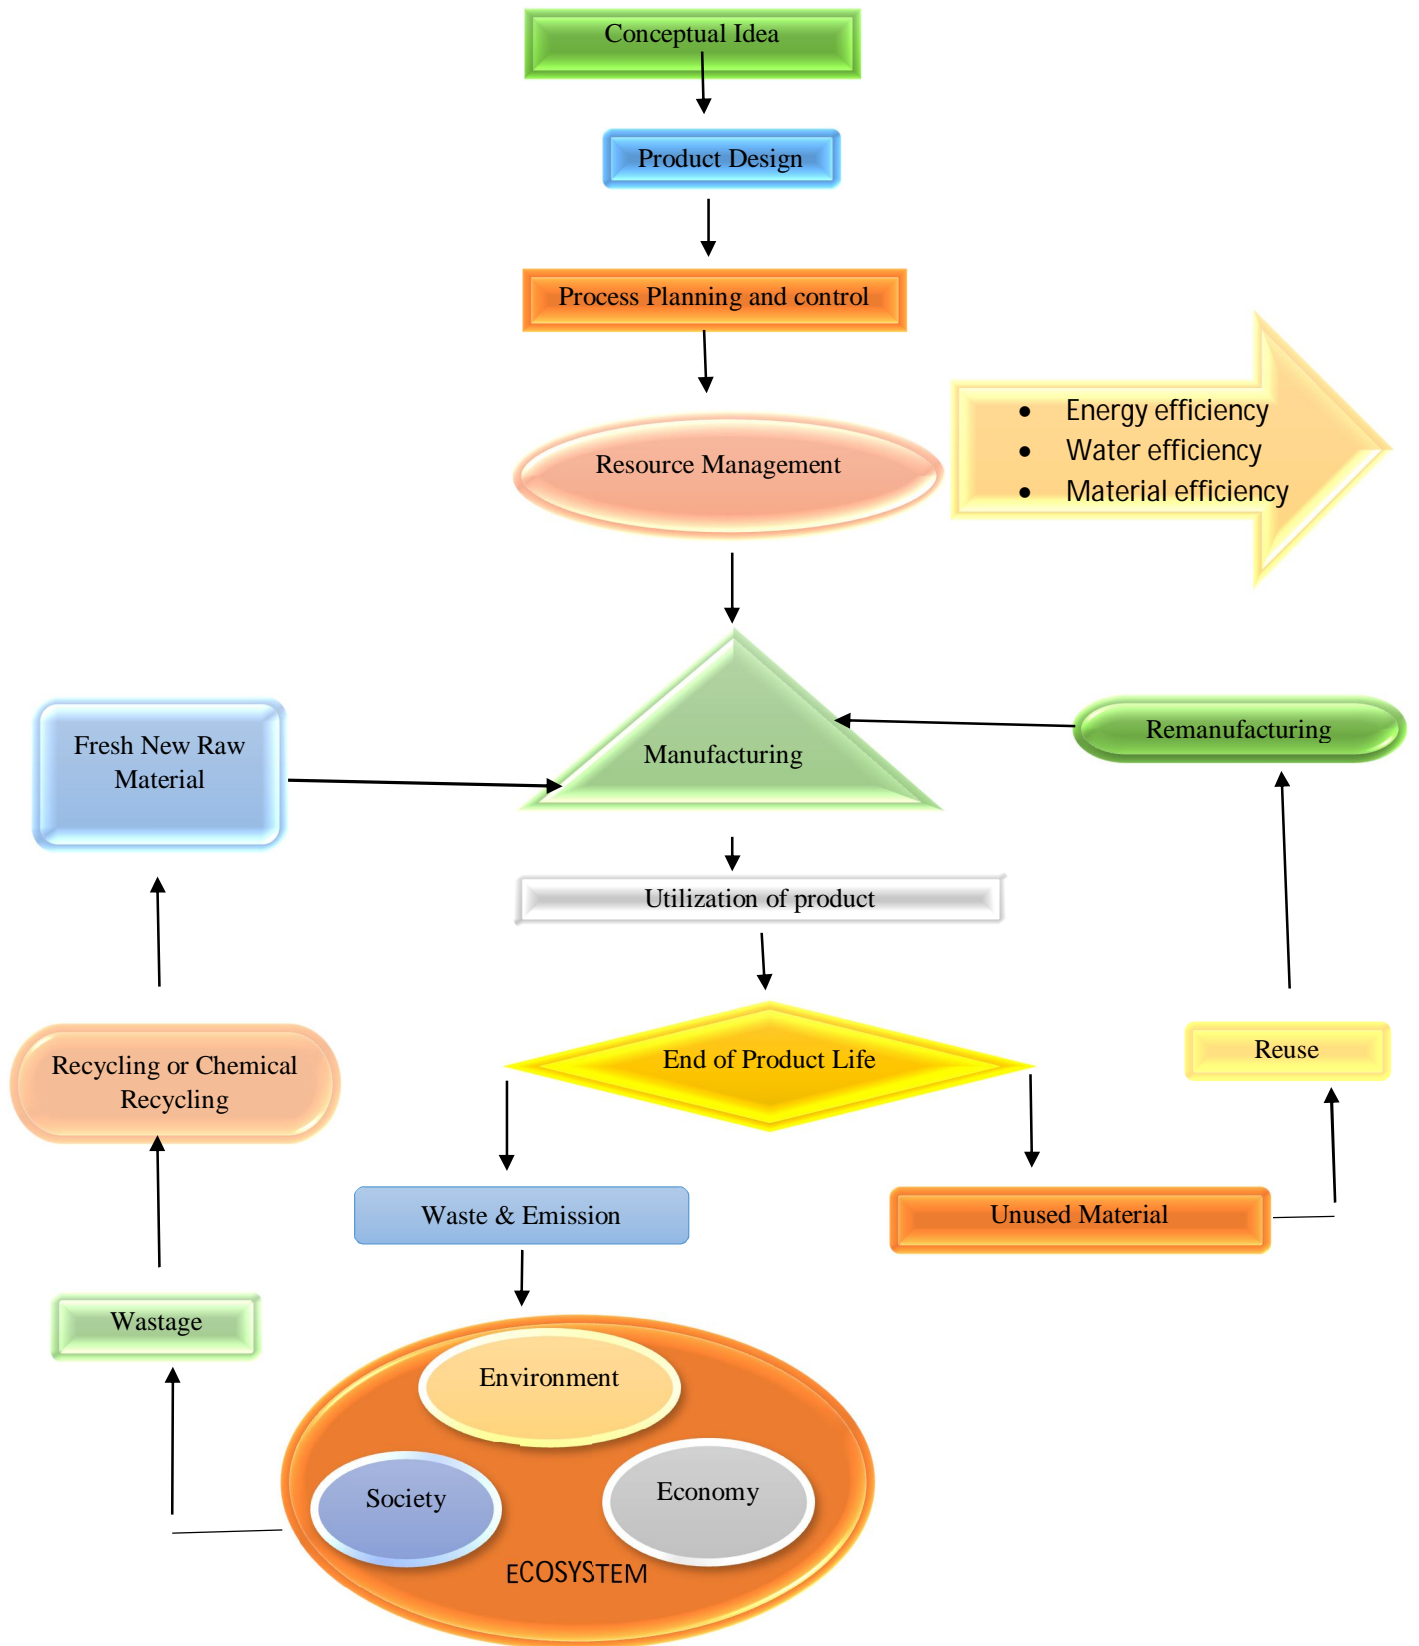 Conceptual Idea
Product Design
Process Planning and control
Resource Management
• Energy efficiency
• Water efficiency
• Material efficiency
Fresh New Raw
Material
Manufacturing
Remanufacturing
Utilization of product
Recycling or Chemical
Recycling
End of Product Life
Reuse
Waste & Emission
Unused Material
Wastage
Environment
Society
Economy
ECOSYSTEM